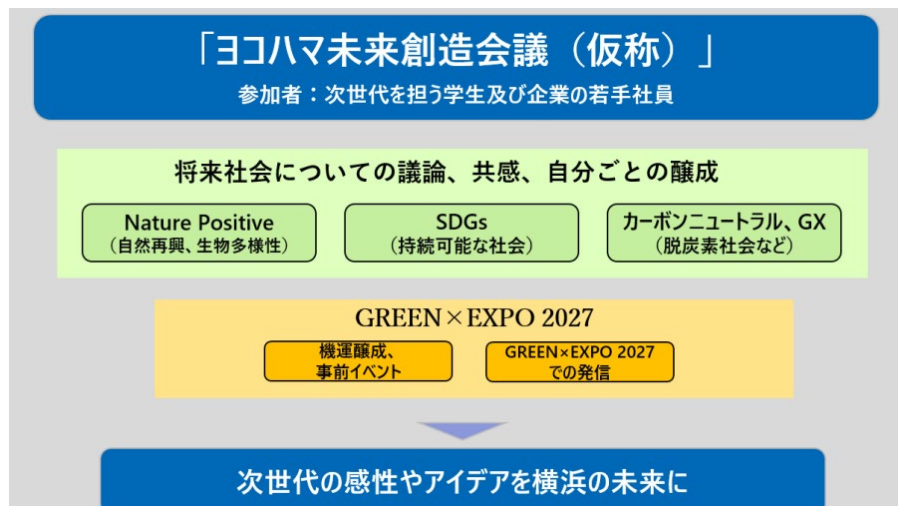 「ヨコハマ未来創造会議（仮称）」
参加者：次世代を担う学生及び企業の若手社員
将来社会についての議論、共感、自分ごとの醸成
Nature Positive
（自然再興、生物多様性）
SDGs
（持続可能な社会）
カーボンニュートラル、GX
（脱炭素社会など）
GREEN×EXPO 2027
機運醸成、
事前イベント
GREEN×EXPO 2027
での発信
次世代の感性やアイデアを横浜の未来に